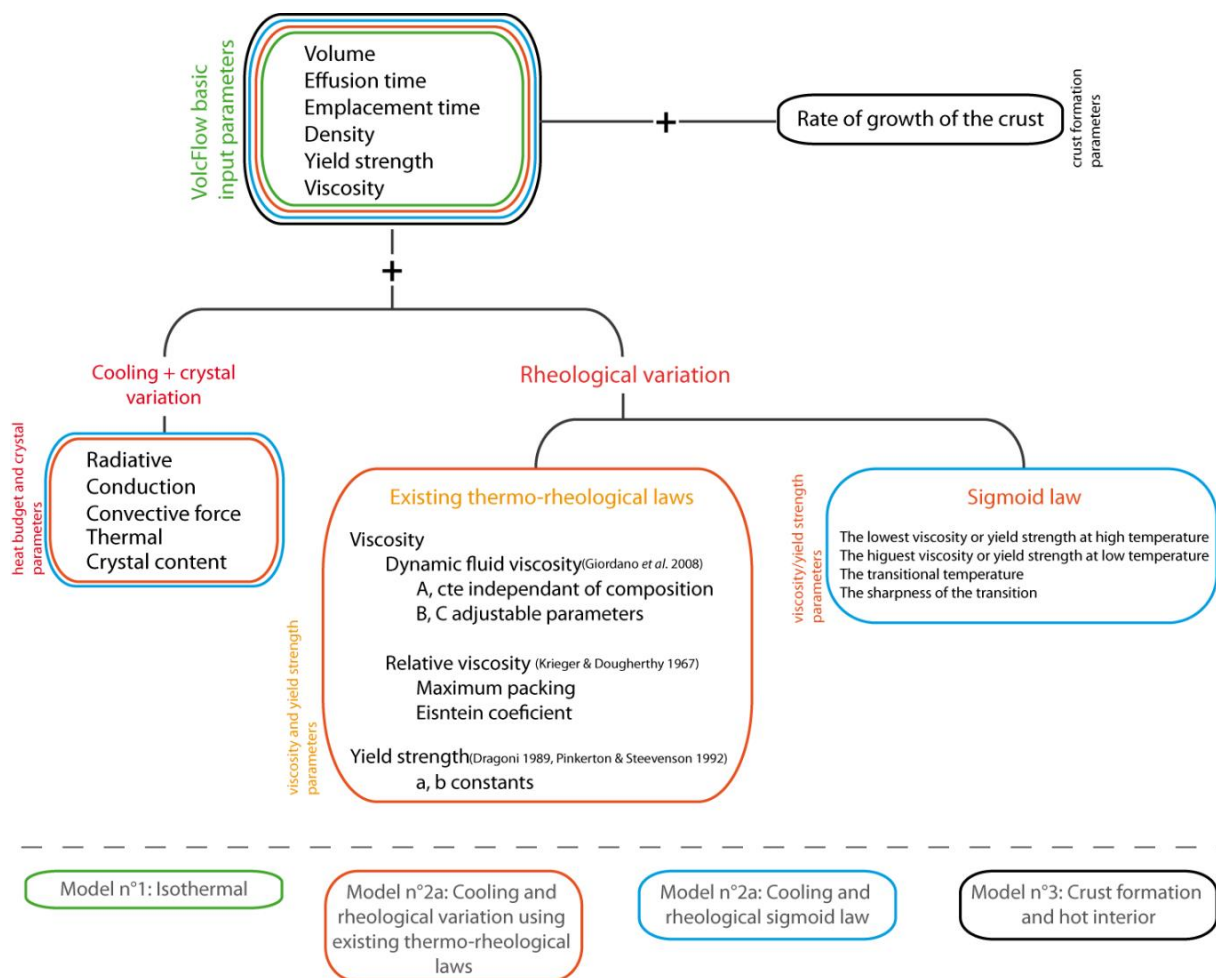 VolcFlow basic
input parameters
Volume
Effusion time
Emplacement time
Density
Yield strength
Viscosity
+
Rate of growth of the crust
crust formation
parameters
+
Cooling + crystal
variation
Rheological variation
heat budget and crystal
parameters
Radiative
Conduction
Convective force
Thermal
Crystal content
viscosity and yield strength
parameters
Existing thermo-rheological laws
Viscosity
Dynamic fluid viscosity(Giordano et al. 2008)
A, cte independant of composition
B, C adjustable parameters
Relative viscosity (Krieger & Dougherthy 1967)
Maximum packing
Eisntein coeficient
Yield strength(Dragoni 1989, Pinkerton & Steevenson 1992)
a, b constants
viscosity/yield strength
parameters
Sigmoid law
The lowest viscosity or yield strength at high temperature
The higuest viscosity or yield strength at low temperature
The transitional temperature
The sharpness of the transition
Model n°1: Isothermal
Model n°2a: Cooling and
rheological variation using
existing thermo-rheological
laws
Model n°2a: Cooling and
rheological sigmoid law
Model n°3: Crust formation
and hot interior